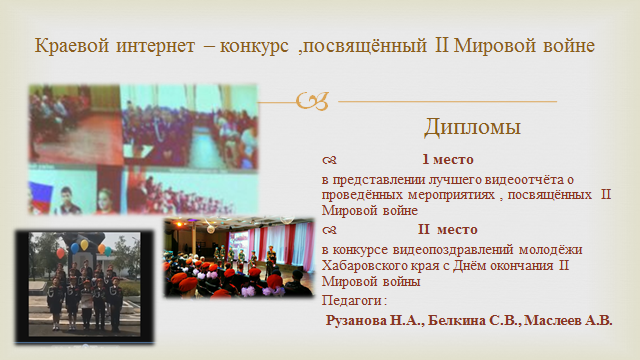 Краевой интернет – конкурс ,посвящённый II Мировой войне
Дипломы
1 место
в представлении лучшего видеоотчёта о
проведённых мероприятиях , посвящённых II
Мировой войне
II место
в конкурсе видеопоздравлений молодёжи
Хабаровского края с Днём окончания II
Мировой войны
Педагоги :
Рузанова Н.А., Белкина С.В., Маслеев А.В.